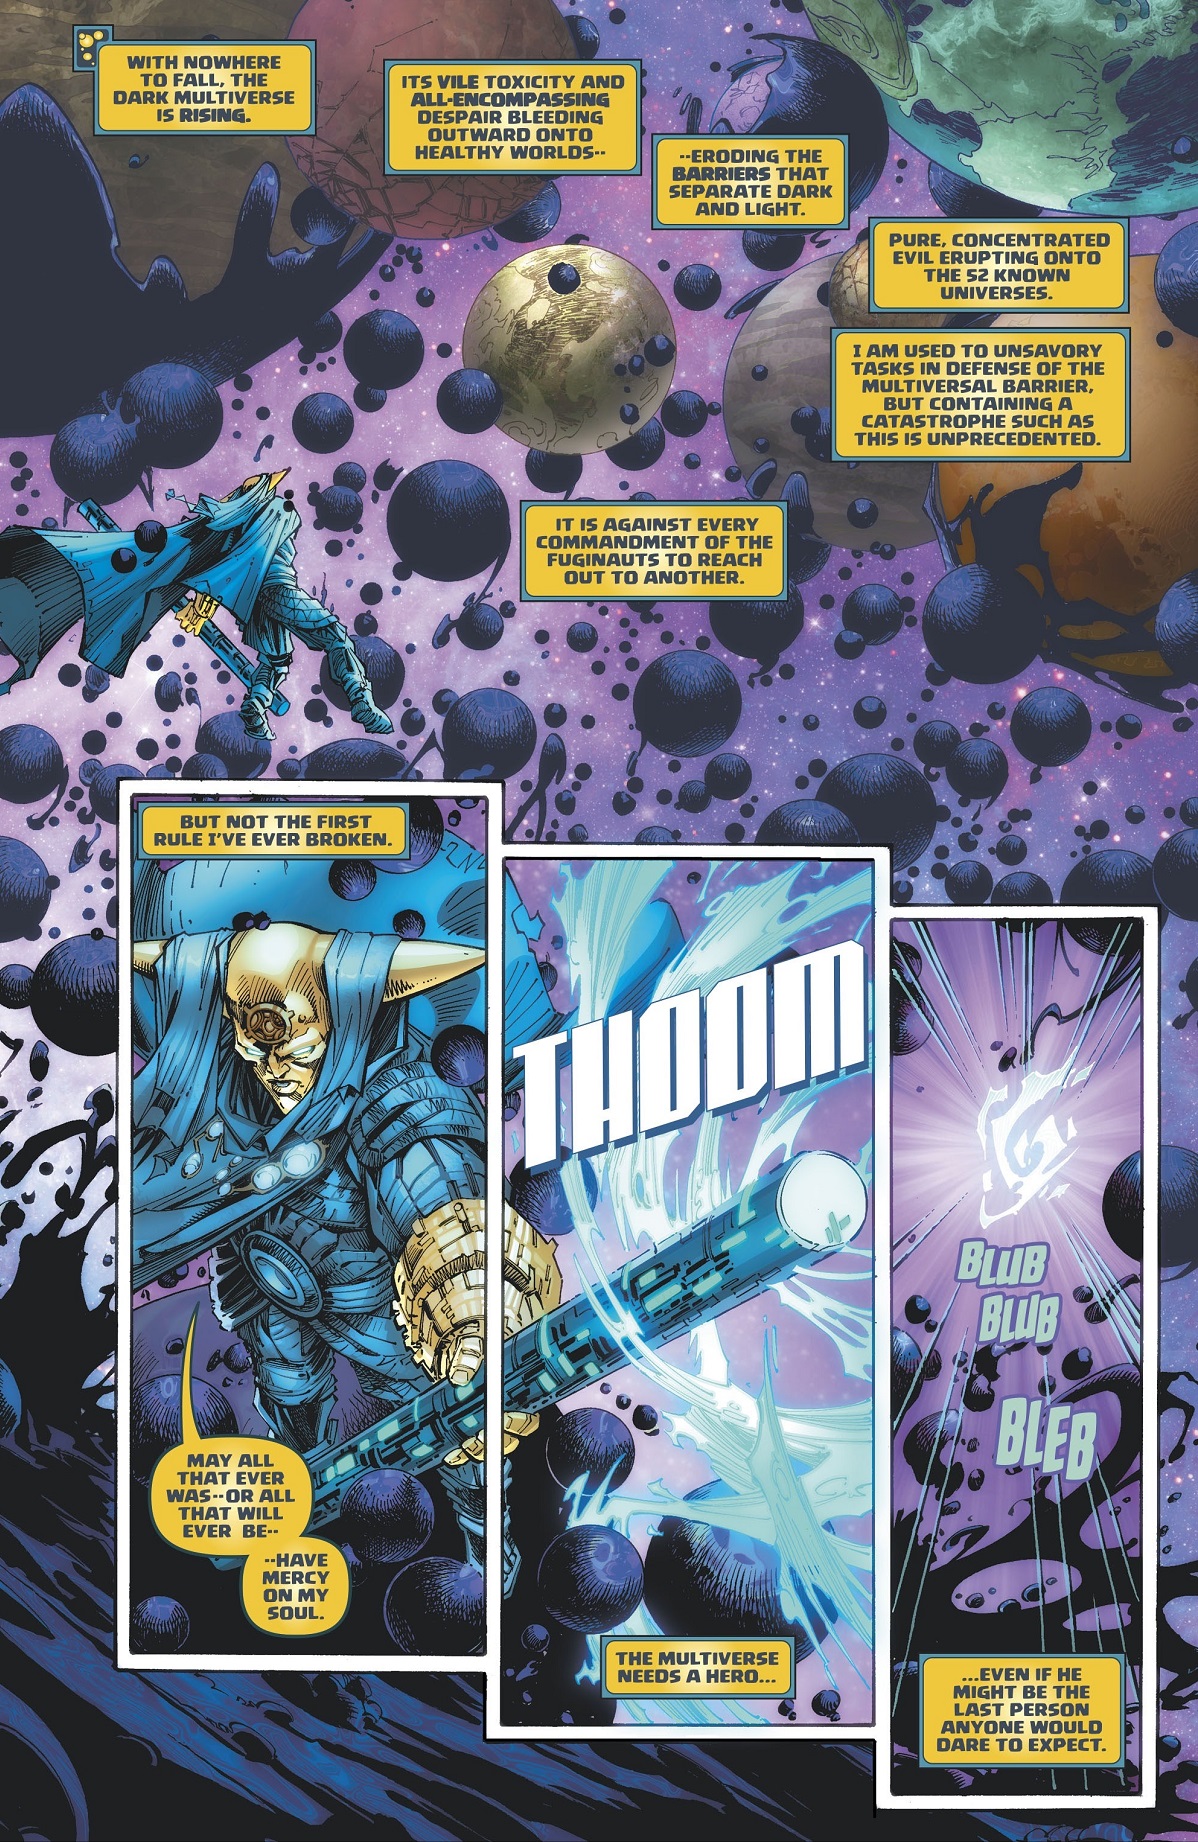 WITH NOWHERE
TO FALL, THE
DARK MULTIVERSE
IS RISING.
ITS VILE TOXICITY AND
ALL-ENCOMPASSING
DESPAIR BLEEDING
OUTWARD ONTO
HEALTHY WORLDS--
--ERODING THE
BARRIERS THAT
SEPARATE DARK
AND LIGHT.
PURE, CONCENTRATED
EVIL ERUPTING ONTO
THE 52 KNOWN
UNIVERSES.
I AM USED TO UNSAVORY
TASKS IN DEFENSE OF THE
MULTIVERSAL BARRIER,
BUT CONTAINING A
CATASTROPHE SUCH AS
THIS IS UNPRECEDENTED.
IT IS AGAINST EVERY
COMMANDMENT OF THE
FUGINAUTS TO REACH
OUT TO ANOTHER.
BUT NOT THE FIRST
RULE I'VE EVER BROKEN.
MAY ALL
THAT EVER
WAS--OR ALL
THAT WILL
EVER BE--
--HAVE
MERCY
ON MY
SOUL.
THOOM
THE MULTIVERSE
NEEDS A HERO...
BLUB
BLUB
BLEB
...EVEN IF HE
MIGHT BE THE
LAST PERSON
ANYONE WOULD
DARE TO EXPECT.